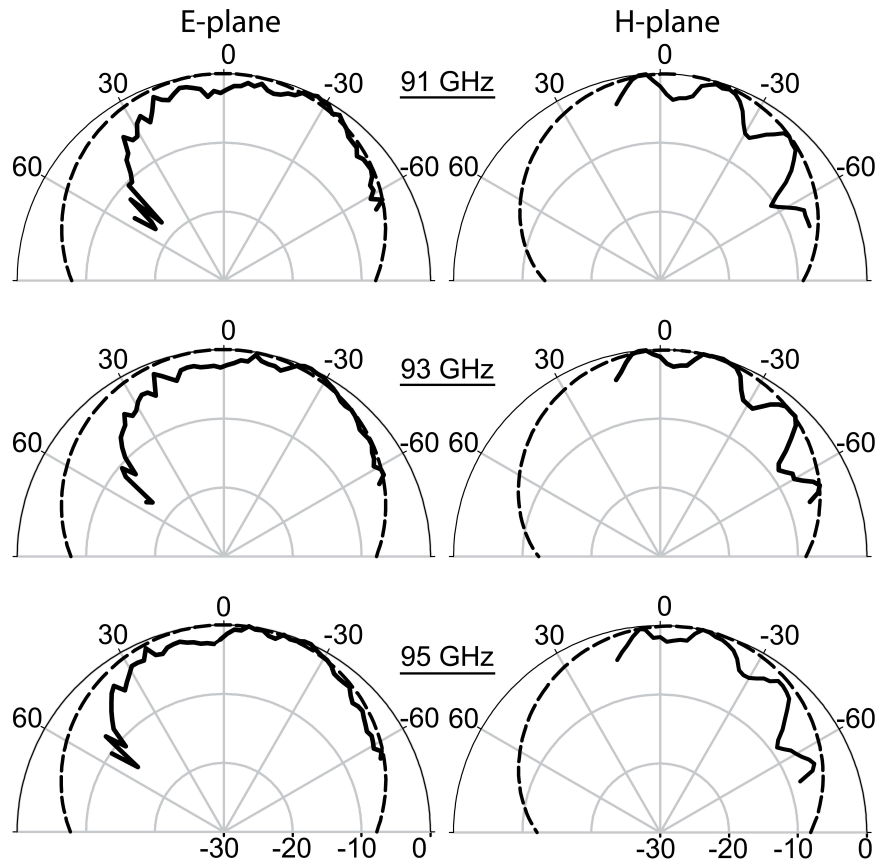 E-plane H-plane
0 0
30 -30 91 GHz 30 -30
60 -60 60 -60
0 0
30 -30 93 GHz 30 -30
60 -60 60 -60
0 0
30 -30 95 GHz 30 -30
60 -60 60 -60
-30 -20 -10 0 -30 -20 -10 0